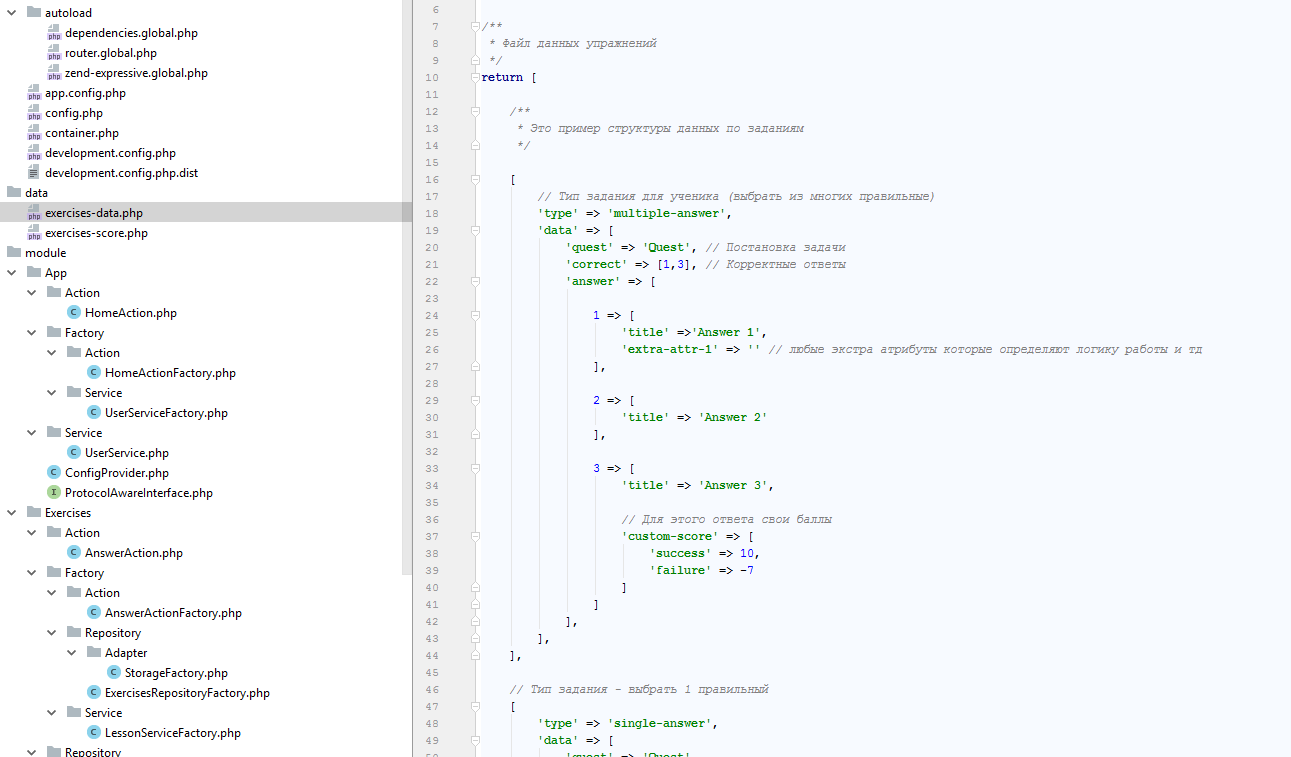 autoload
dependencies.global.php
router.global.php
zend-expressive.global.php
app.config.php
config.php
container.php
development.config.php
development.config.php.dist
data
exercises-data.php
exercises-score.php
module
App
Action
HomeAction.php
Factory
Action
HomeActionFactory.php
Service
UserServiceFactory.php
Service
UserService.php
ConfigProvider.php
ProtocolAwareInterface.php
Exercises
Action
AnswerAction.php
Factory
Action
AnswerActionFactory.php
Repository
Adapter
StorageFactory.php
ExercisesRepositoryFactory.php
Service
LessonServiceFactory.php
Repository
6
7 /**
8 * Файл данных упражнений
9 */
10 return [
11
12 /**
13 * Это пример структуры данных по заданиям
14 */
15
16 [
17 // Тип задания для ученика (выбрать из многих правильные)
18 'type' => 'multiple-answer',
19 'data' => [
20 'quest' => 'Quest', // Постановка задачи
21 'correct' => [1,3], // Корректные ответы
22 'answer' => [
23
24 1 => [
25 'title' =>'Answer 1',
26 'extra-attr-1' => '' // любые экстра атрибуты которые определяют логику работы и тд
27 ],
28
29 2 => [
30 'title' => 'Answer 2'
31 ],
32
33 3 => [
34 'title' => 'Answer 3',
35
36 // Для этого ответа свои баллы
37 'custom-score' => [
38 'success' => 10,
39 'failure' => -7
40 ]
41 ]
42 ],
43 ],
44 ],
45
46 // Тип задания - выбрать 1 правильный
47 [
48 'type' => 'single-answer',
49 'data' => [
50 'quest' => 'Quest',